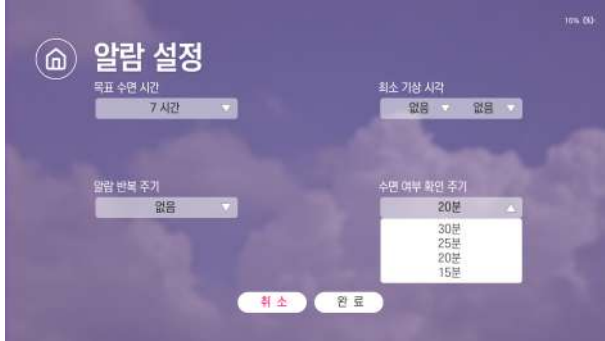 10%
알람 설정
목표 수면 시간
7 시간
최소 기상 시각
없음 없음
알람 반복 주기
없음
수면 여부 확인 주기
20분
30분
25분
20분
15분
취 소
완 료